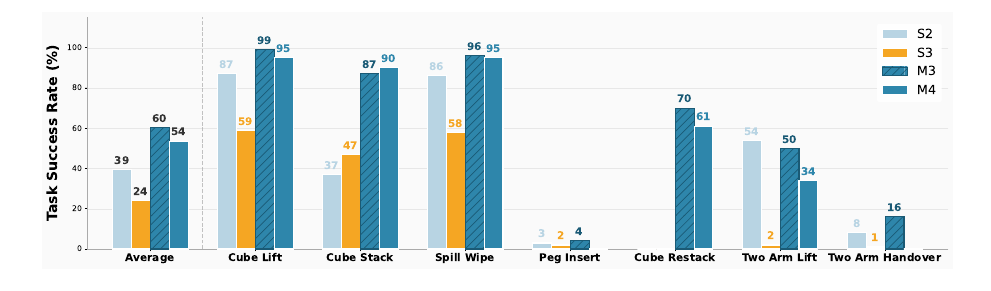 Task Success Rate (%)
100
80
60
40
20
0
39
24
60
54
87
59
99
95
37
47
87
90
86
58
96
95
3
2
4
70
61
54
2
50
34
8
1
16
Average
Cube Lift
Cube Stack
Spill Wipe
Peg Insert
Cube Restack
Two Arm Lift
Two Arm Handover
S2
S3
M3
M4